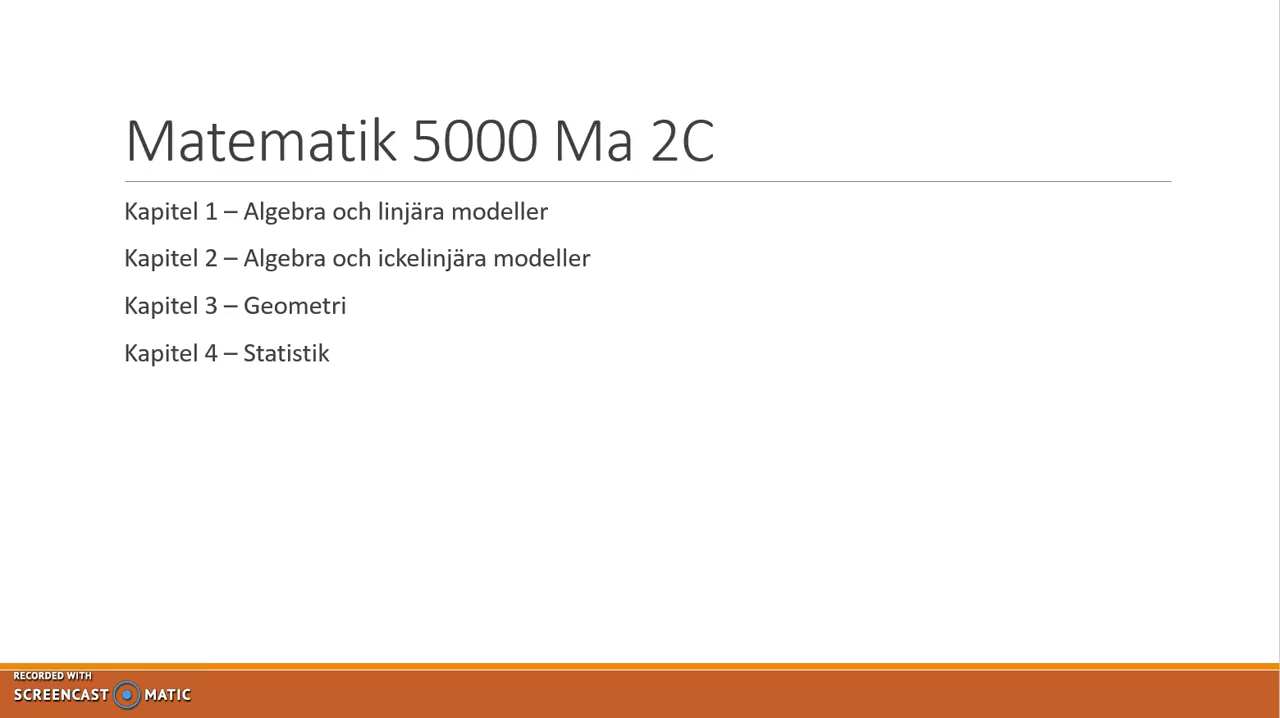 Matematik 5000 Ma 2C
Kapitel 1 – Algebra och linjära modeller
Kapitel 2 – Algebra och ickelinjära modeller
Kapitel 3 – Geometri
Kapitel 4 – Statistik
RECORDED WITH
SCREENCAST MATIC